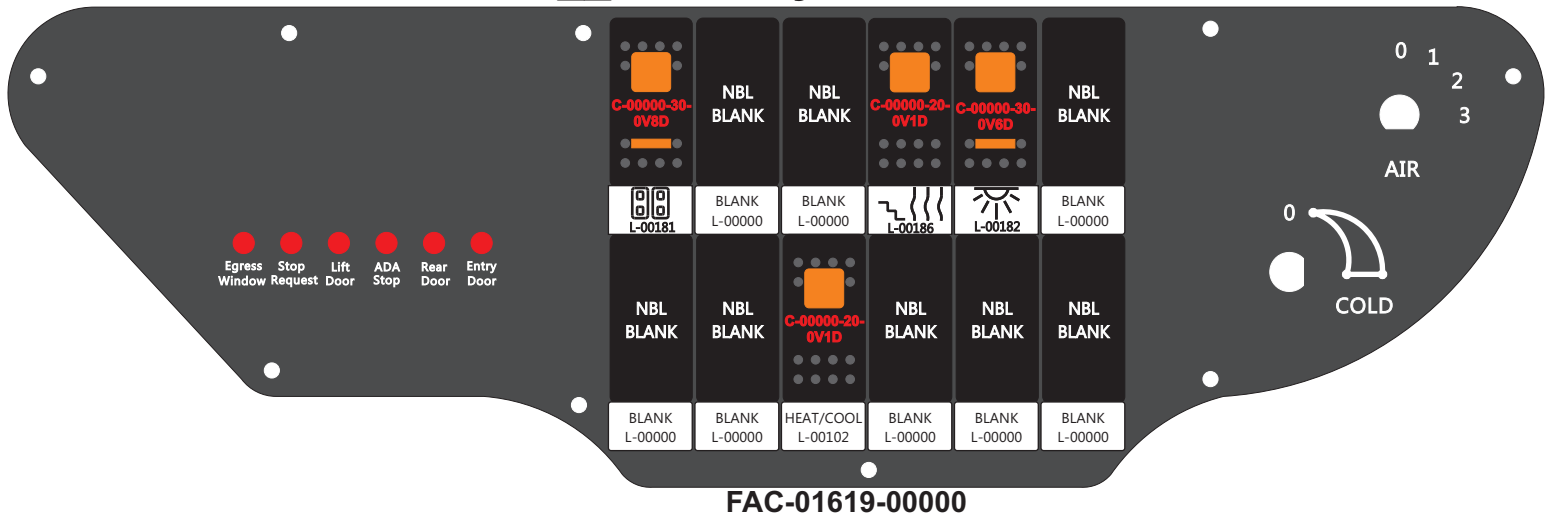 C-00000-30-
0V8D
NBL
BLANK
NBL
BLANK
C-00000-20-
0V1D
C-00000-30-
0V6D
NBL
BLANK
0
1
2
3
AIR
L-00181
BLANK
L-00000
BLANK
L-00000
L-00186
L-00182
BLANK
L-00000
0
COLD
Egress
Window
Stop
Request
Lift
Door
ADA
Stop
Rear
Door
Entry
Door
NBL
BLANK
NBL
BLANK
C-00000-20-
0V1D
NBL
BLANK
NBL
BLANK
NBL
BLANK
BLANK
L-00000
BLANK
L-00000
HEAT/COOL
L-00102
BLANK
L-00000
BLANK
L-00000
BLANK
L-00000
FAC-01619-00000